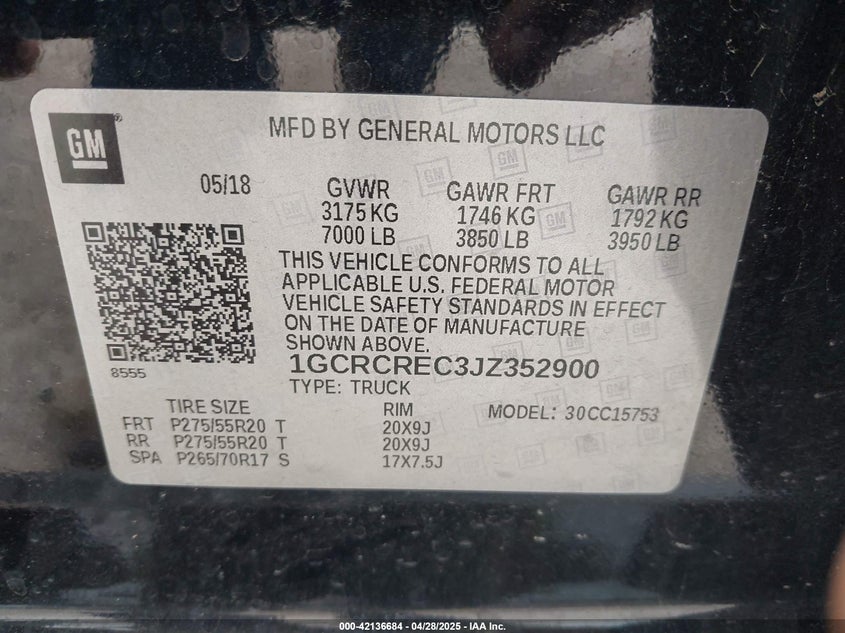 GM
MFD BY GENERAL MOTORS LLC
05/18
GVWR GAWR FRT GAWR RR
3175 KG 1746 KG 1792 KG
7000 LB 3850 LB 3950 LB
THIS VEHICLE CONFORMS TO ALL
APPLICABLE U.S. FEDERAL MOTOR
VEHICLE SAFETY STANDARDS IN EFFECT
ON THE DATE OF MANUFACTURE
SHOWN ABOVE.
8555
1GCRCREC3JZ352900
TYPE: TRUCK
TIRE SIZE RIM MODEL: 30CC15753
FRT P275/55R20 T 20X9J
RR P275/55R20 T 20X9J
SPA P265/70R17 S 17X7.5J
000-42136684 - 04/28/2025 - IAA Inc.